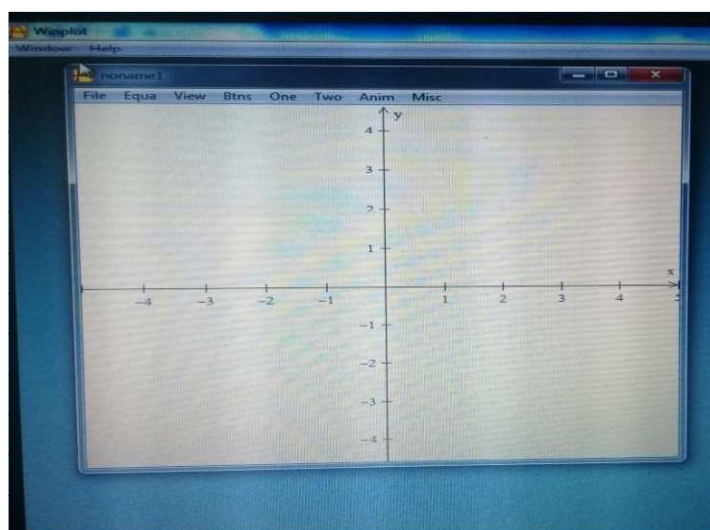 Winplot
Window Help
noname1
File Equa View Btns One Two Anim Misc
y
4
3
2
1
x
-4 -3 -2 -1 1 2 3 4 5
-1
-2
-3
-4